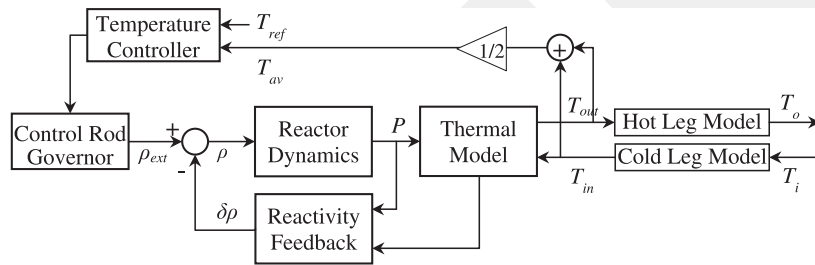 Temperature
Controller
T_ref
T_av
1/2
+
Control Rod
Governor
+
-
ρ_ext
ρ
δρ
Reactor
Dynamics
P
Thermal
Model
Reactivity
Feedback
T_out
Hot Leg Model
T_o
Cold Leg Model
T_in
T_i